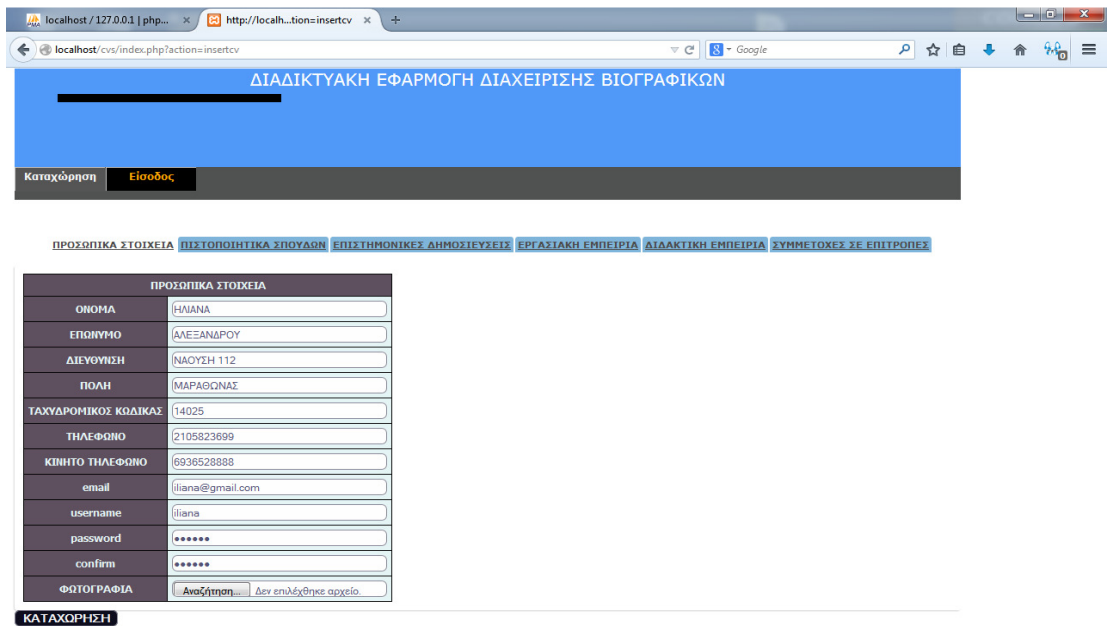 localhost / 127.0.0.1 | php...
http://localh...tion=insertcv
localhost/cvs/index.php?action=insertcv
Google
ΔΙΑΔΙΚΤΥΑΚΗ ΕΦΑΡΜΟΓΗ ΔΙΑΧΕΙΡΙΣΗΣ ΒΙΟΓΡΑΦΙΚΩΝ
Καταχώρηση Είσοδος
ΠΡΟΣΩΠΙΚΑ ΣΤΟΙΧΕΙΑ ΠΙΣΤΟΠΟΙΗΤΙΚΑ ΣΠΟΥΔΩΝ ΕΠΙΣΤΗΜΟΝΙΚΕΣ ΔΗΜΟΣΙΕΥΣΕΙΣ ΕΡΓΑΣΙΑΚΗ ΕΜΠΕΙΡΙΑ ΔΙΔΑΚΤΙΚΗ ΕΜΠΕΙΡΙΑ ΣΥΜΜΕΤΟΧΕΣ ΣΕ ΕΠΙΤΡΟΠΕΣ
ΠΡΟΣΩΠΙΚΑ ΣΤΟΙΧΕΙΑ
ΟΝΟΜΑ ΗΛΙΑΝΑ
ΕΠΩΝΥΜΟ ΑΛΕΞΑΝΔΡΟΥ
ΔΙΕΥΘΥΝΣΗ ΝΑΟΥΣΗ 112
ΠΟΛΗ ΜΑΡΑΘΩΝΑΣ
ΤΑΧΥΔΡΟΜΙΚΟΣ ΚΩΔΙΚΑΣ 14025
ΤΗΛΕΦΩΝΟ 2105823699
ΚΙΝΗΤΟ ΤΗΛΕΦΩΝΟ 6936528888
email iliana@gmail.com
username iliana
password ●●●●●●
confirm ●●●●●●
ΦΩΤΟΓΡΑΦΙΑ Αναζήτηση... Δεν επιλέχθηκε αρχείο.
ΚΑΤΑΧΩΡΗΣΗ